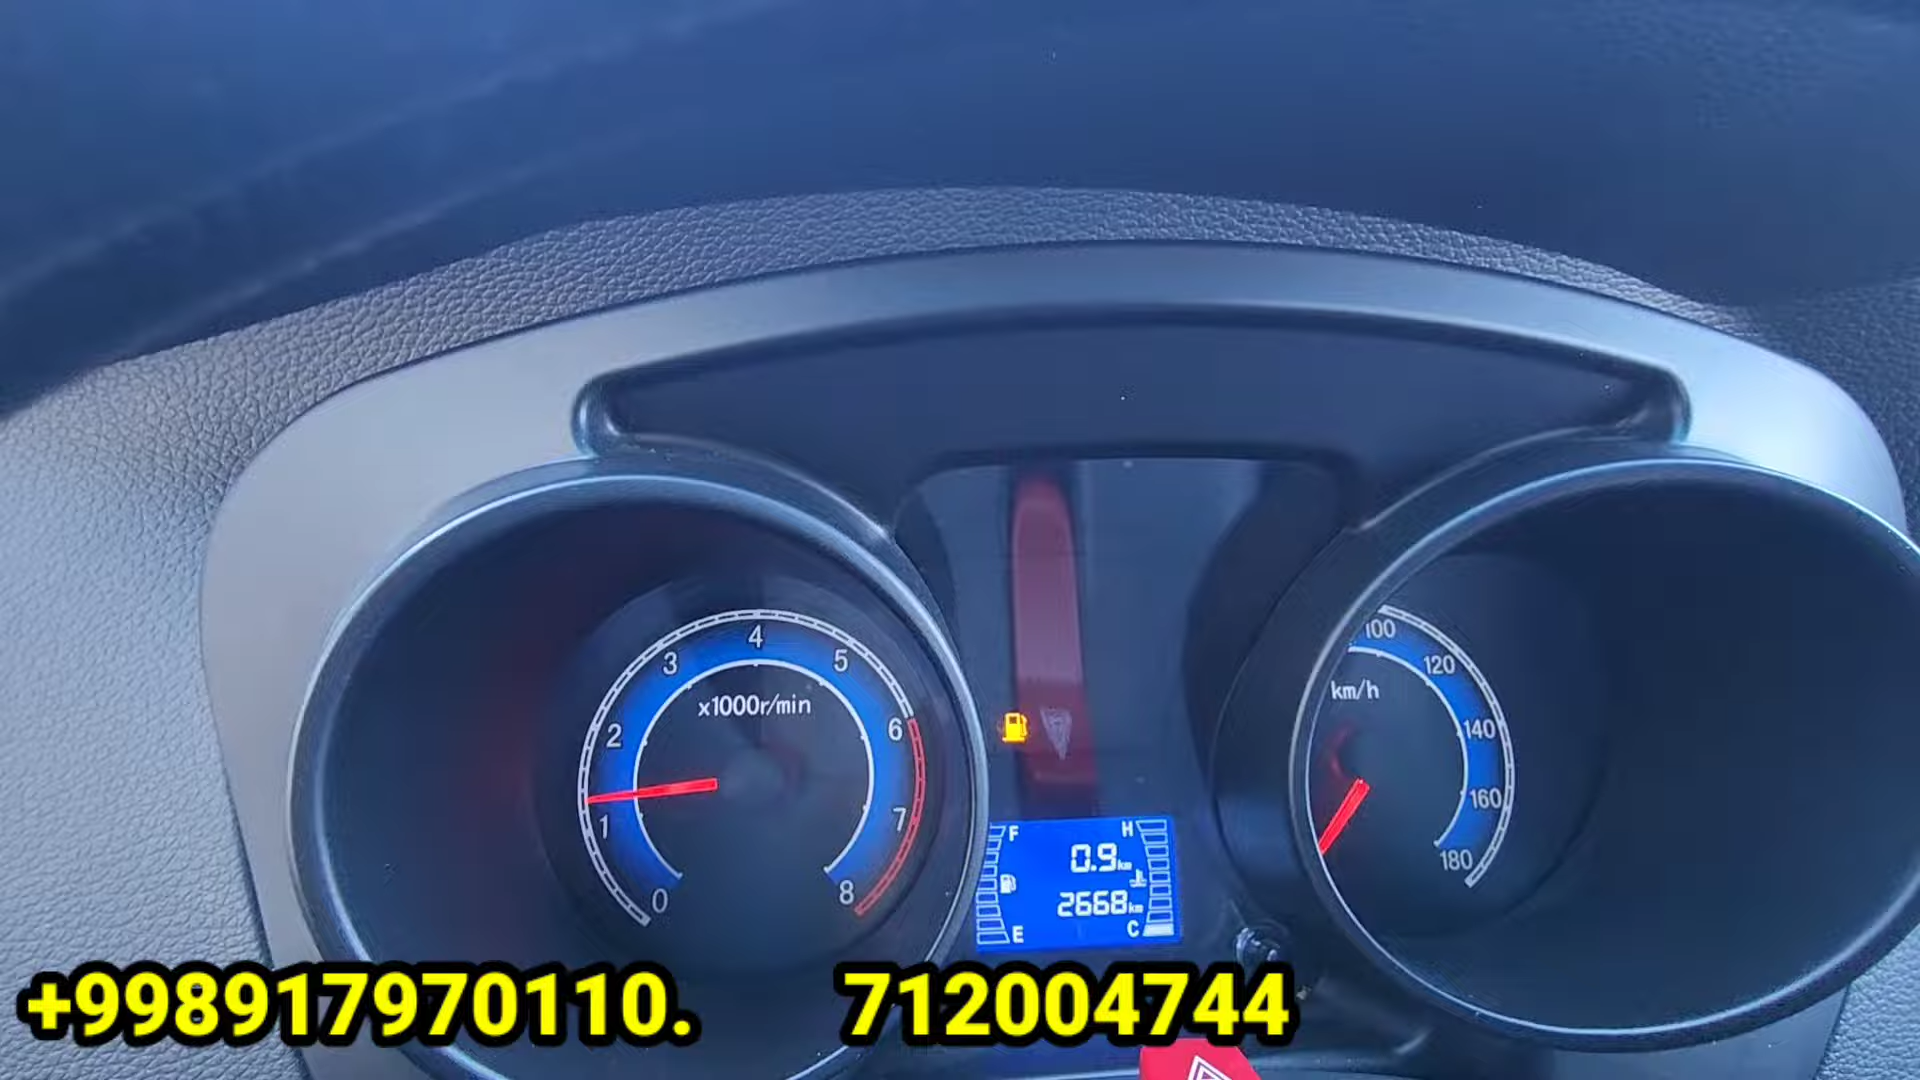 0 1 2 3 4 5 6 7 8
x1000r/min
F H
0.9km
2668km
E C
100 120 140 160 180
km/h
+998917970110. 712004744